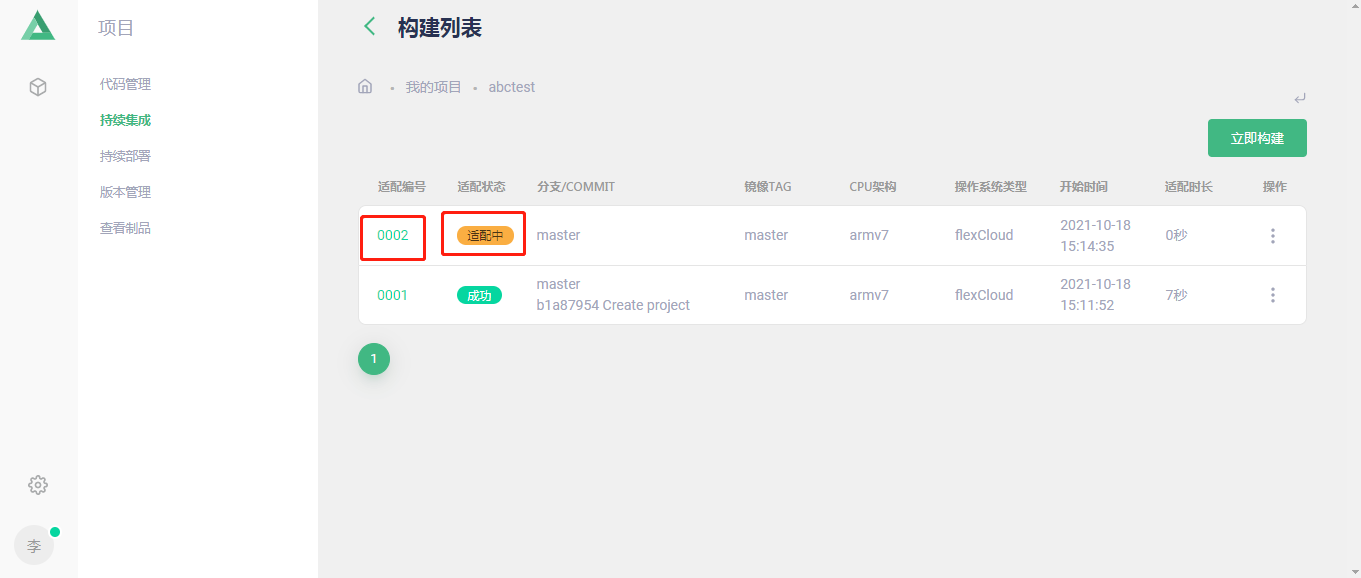 项目
代码管理
持续集成
持续部署
版本管理
查看制品
李
构建列表
我的项目 • abctest
立即构建
适配编号 适配状态 分支/COMMIT 镜像TAG CPU架构 操作系统类型 开始时间 适配时长 操作
0002 适配中 master master armv7 flexCloud 2021-10-18 0秒
15:14:35
0001 成功 master master armv7 flexCloud 2021-10-18 7秒
b1a87954 Create project 15:11:52
1